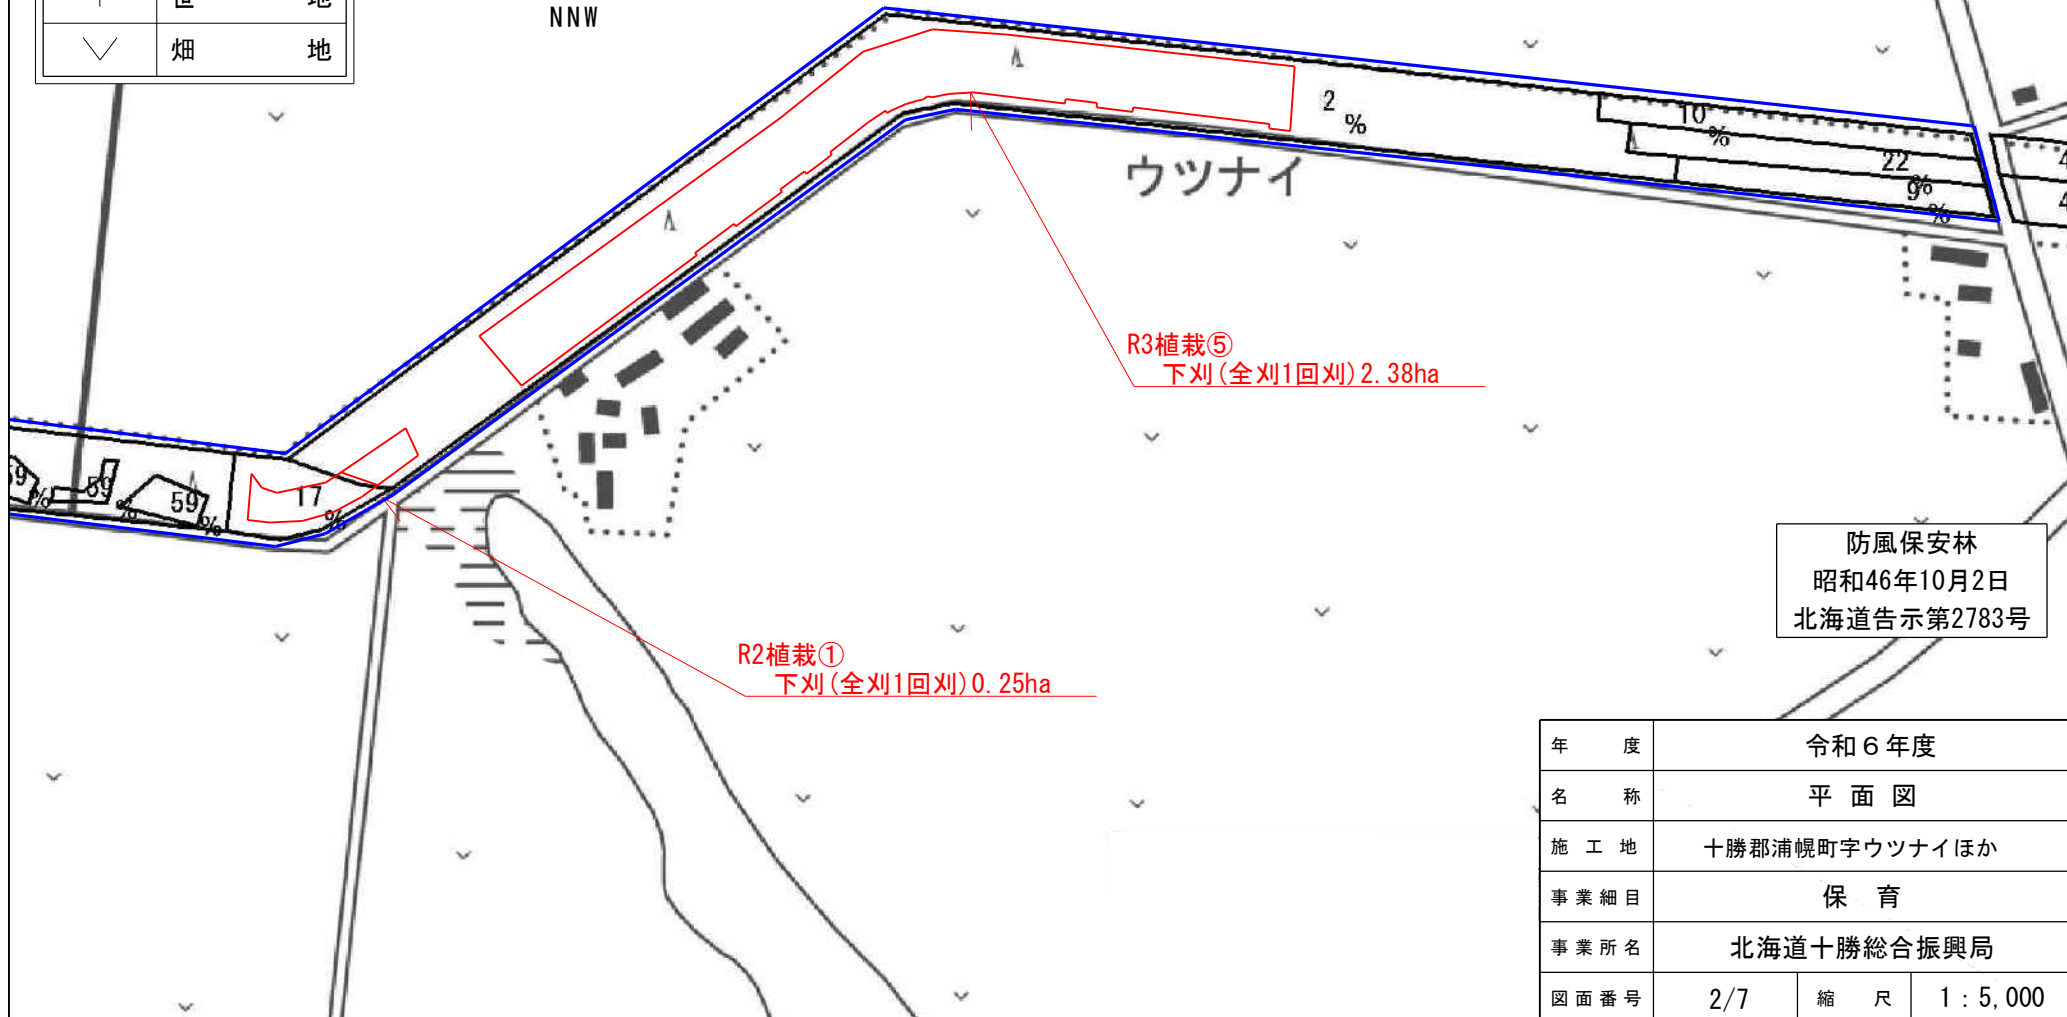 畑 地
NNW
2
%
10
%
22
%
9
%
ウツナイ
R3植栽⑤
下刈(全刈1回刈)2.38ha
59
%
59
%
59
%
17
%
防風保安林
昭和46年10月2日
北海道告示第2783号
R2植栽①
下刈(全刈1回刈)0.25ha
年 度 令和6年度
名 称 平面図
施工地 十勝郡浦幌町字ウツナイほか
事業細目 保育
事業所名 北海道十勝総合振興局
図面番号 2/7 縮 尺 1:5,000